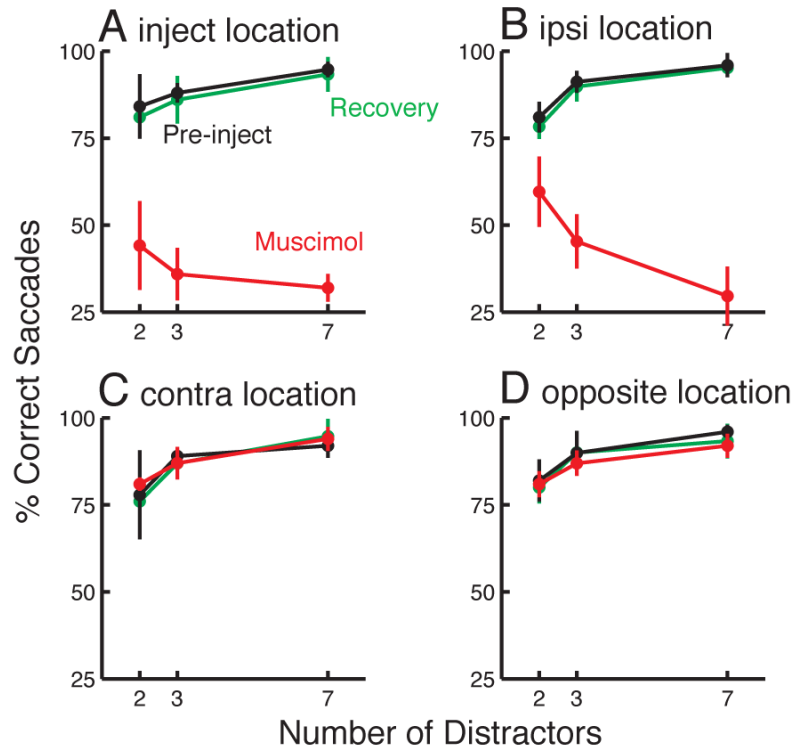 A inject location
100
75
50
25
2 3 7
Recovery
Pre-inject
Muscimol
B ipsi location
100
75
50
25
2 3 7
C contra location
100
75
50
25
2 3 7
D opposite location
100
75
50
25
2 3 7
% Correct Saccades
Number of Distractors